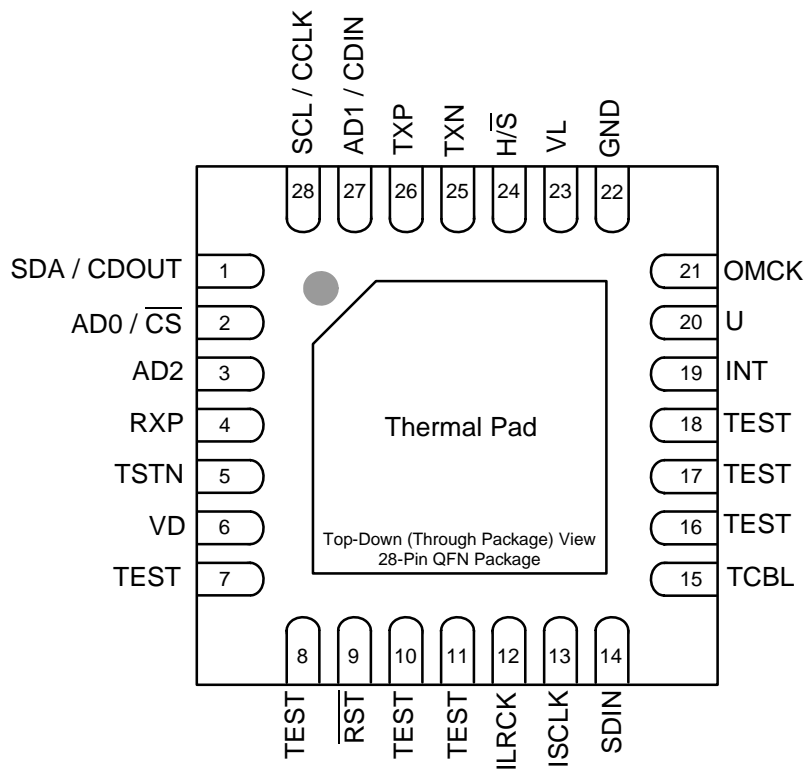 SCL / CCLK
AD1 / CDIN
TXP
TXN
H/S̅
VL
GND
28
27
26
25
24
23
22
SDA / CDOUT
1
AD0 / C̅S̅
2
AD2
3
RXP
4
TSTN
5
VD
6
TEST
7
21
OMCK
20
U
19
INT
18
TEST
17
TEST
16
TEST
15
TCBL
Thermal Pad
Top-Down (Through Package) View
28-Pin QFN Package
8
9
10
11
12
13
14
TEST
R̅S̅T̅
TEST
TEST
ILRCK
ISCLK
SDIN